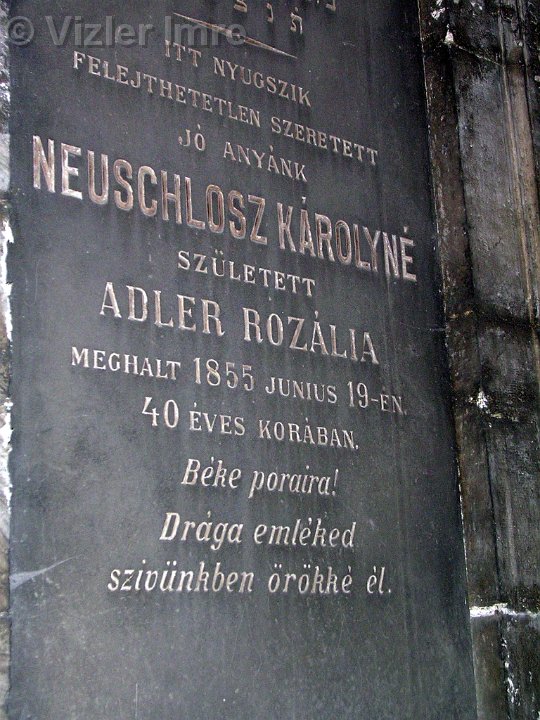 © Vizler Imre
פ נ
ITT NYUGSZIK
FELEJTHETETLEN SZERETETT
JÓ ANYÁNK
NEUSCHLOSZ KÁROLYNÉ
SZÜLETETT
ADLER ROZÁLIA
MEGHALT 1855 JUNIUS 19-ÉN.
40 ÉVES KORÁBAN.
Béke poraira!
Drága emléked
szivünkben örökké él.